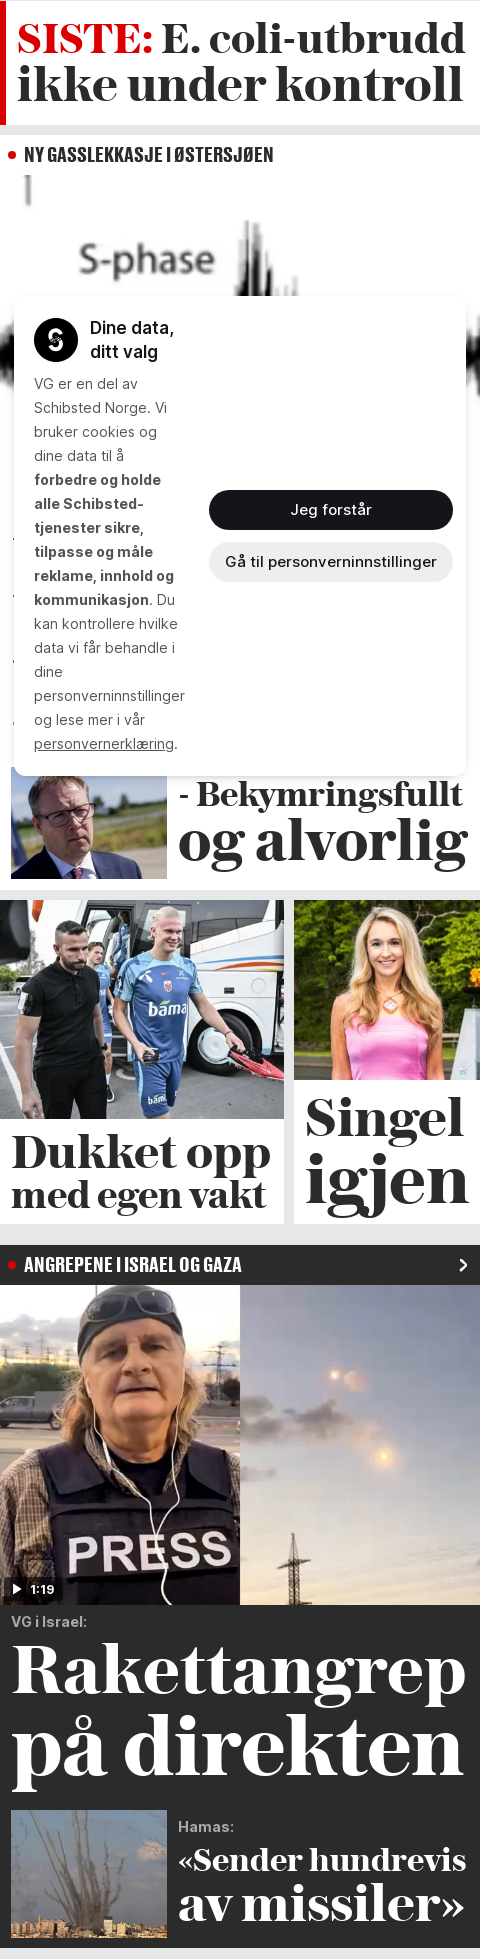 SISTE: E. coli-utbrudd
ikke under kontroll
NY GASSLEKKASJE I ØSTERSJØEN
S-phase
Dine data,
ditt valg
VG er en del av
Schibsted Norge. Vi
bruker cookies og
dine data til å
forbedre og holde
alle Schibsted-
tjenester sikre,
tilpasse og måle
reklame, innhold og
kommunikasjon. Du
kan kontrollere hvilke
data vi får behandle i
dine
personverninnstillinger
og lese mer i vår
personvernerklæring.
Jeg forstår
Gå til personverninnstillinger
- Bekymringsfullt
og alvorlig
bama
bama
Dukket opp
med egen vakt
Singel
igjen
ANGREPENE I ISRAEL OG GAZA
PRESS
1:19
VG i Israel:
Rakettangrep
på direkten
Hamas:
«Sender hundrevis
av missiler»